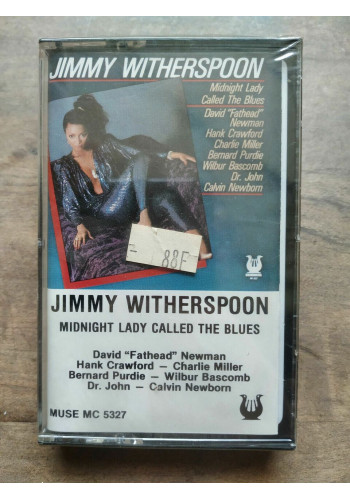 JIMMY WITHERSPOON
Midnight Lady
Called The Blues
David "Fathead"
Newman
Hank Crawford
Charlie Miller
Bernard Purdie
Wilbur Bascomb
Dr. John
Calvin Newborn
88F
JIMMY WITHERSPOON
MIDNIGHT LADY CALLED THE BLUES
David "Fathead" Newman
Hank Crawford — Charlie Miller
Bernard Purdie — Wilbur Bascomb
Dr. John — Calvin Newborn
MUSE MC 5327